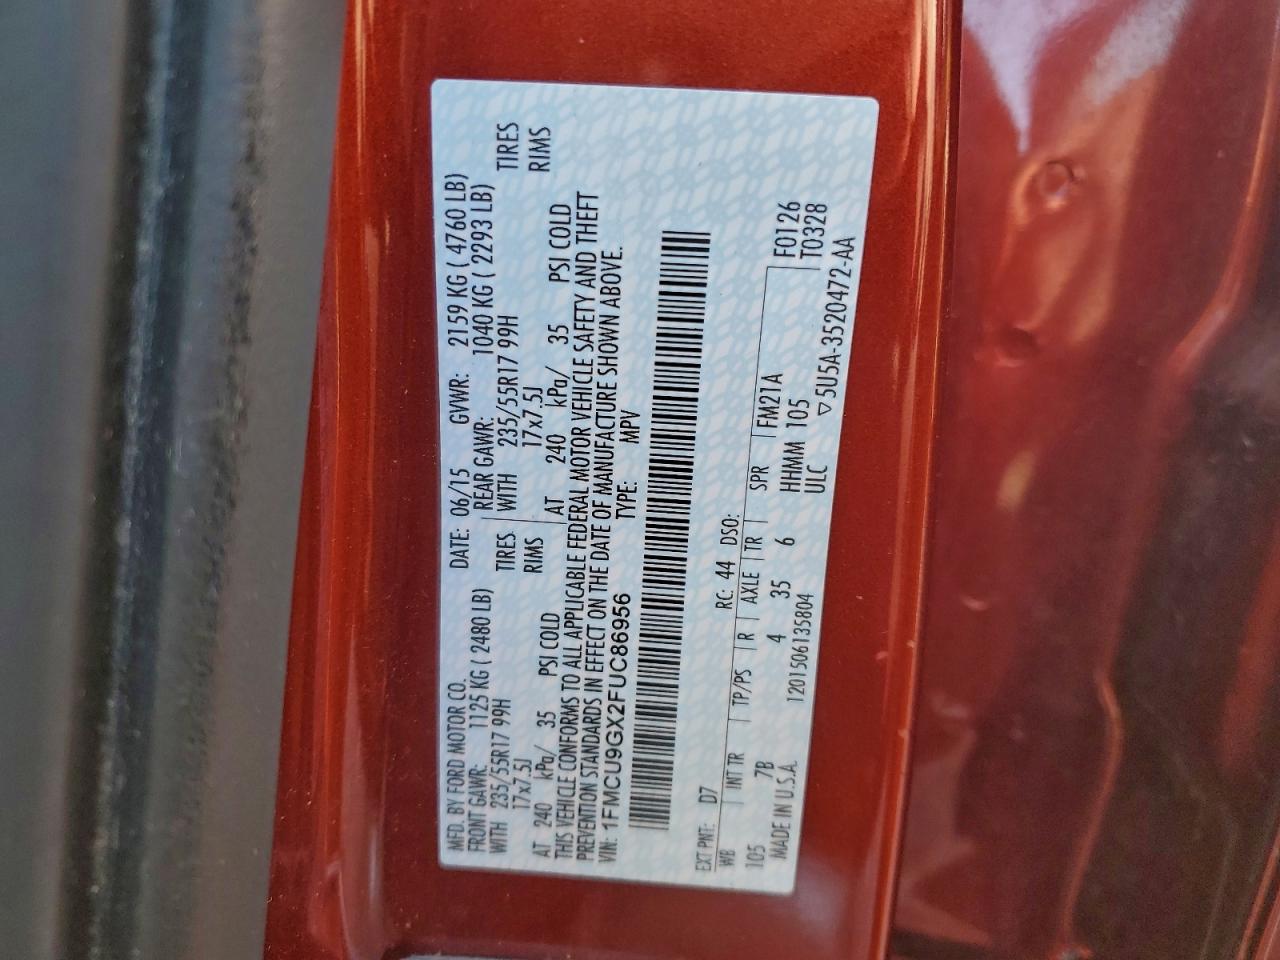 MFD. BY FORD MOTOR CO. DATE: 06/15 GVWR: 2159 KG ( 4760 LB)
FRONT GAWR: 1125 KG ( 2480 LB) REAR GAWR: 1040 KG ( 2293 LB)
WITH 235/55R17 99H TIRES WITH 235/55R17 99H TIRES
17x7.5J RIMS 17x7.5J RIMS
AT 240 kPa/ 35 PSI COLD AT 240 kPa/ 35 PSI COLD
THIS VEHICLE CONFORMS TO ALL APPLICABLE FEDERAL MOTOR VEHICLE SAFETY AND THEFT
PREVENTION STANDARDS IN EFFECT ON THE DATE OF MANUFACTURE SHOWN ABOVE.
VIN: 1FMCU9GX2FUC86956 TYPE: MPV
EXT PNT: D7 RC: 44 DSO: F0126
WB INT TR TP/PS R AXLE TR SPR FM21A T0328
105 7B 4 35 6 HHMM 105
MADE IN U.S.A. 1201506135804 ULC ▽5U5A-3520472-AA